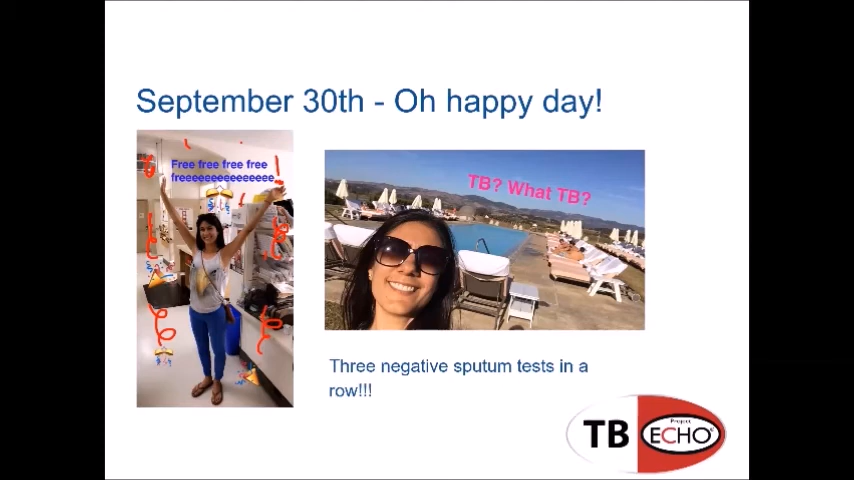 September 30th - Oh happy day!
Free free free free
freeeeeeeeeeeeeee
TB? What TB?
Three negative sputum tests in a
row!!!
TB
Project
ECHO